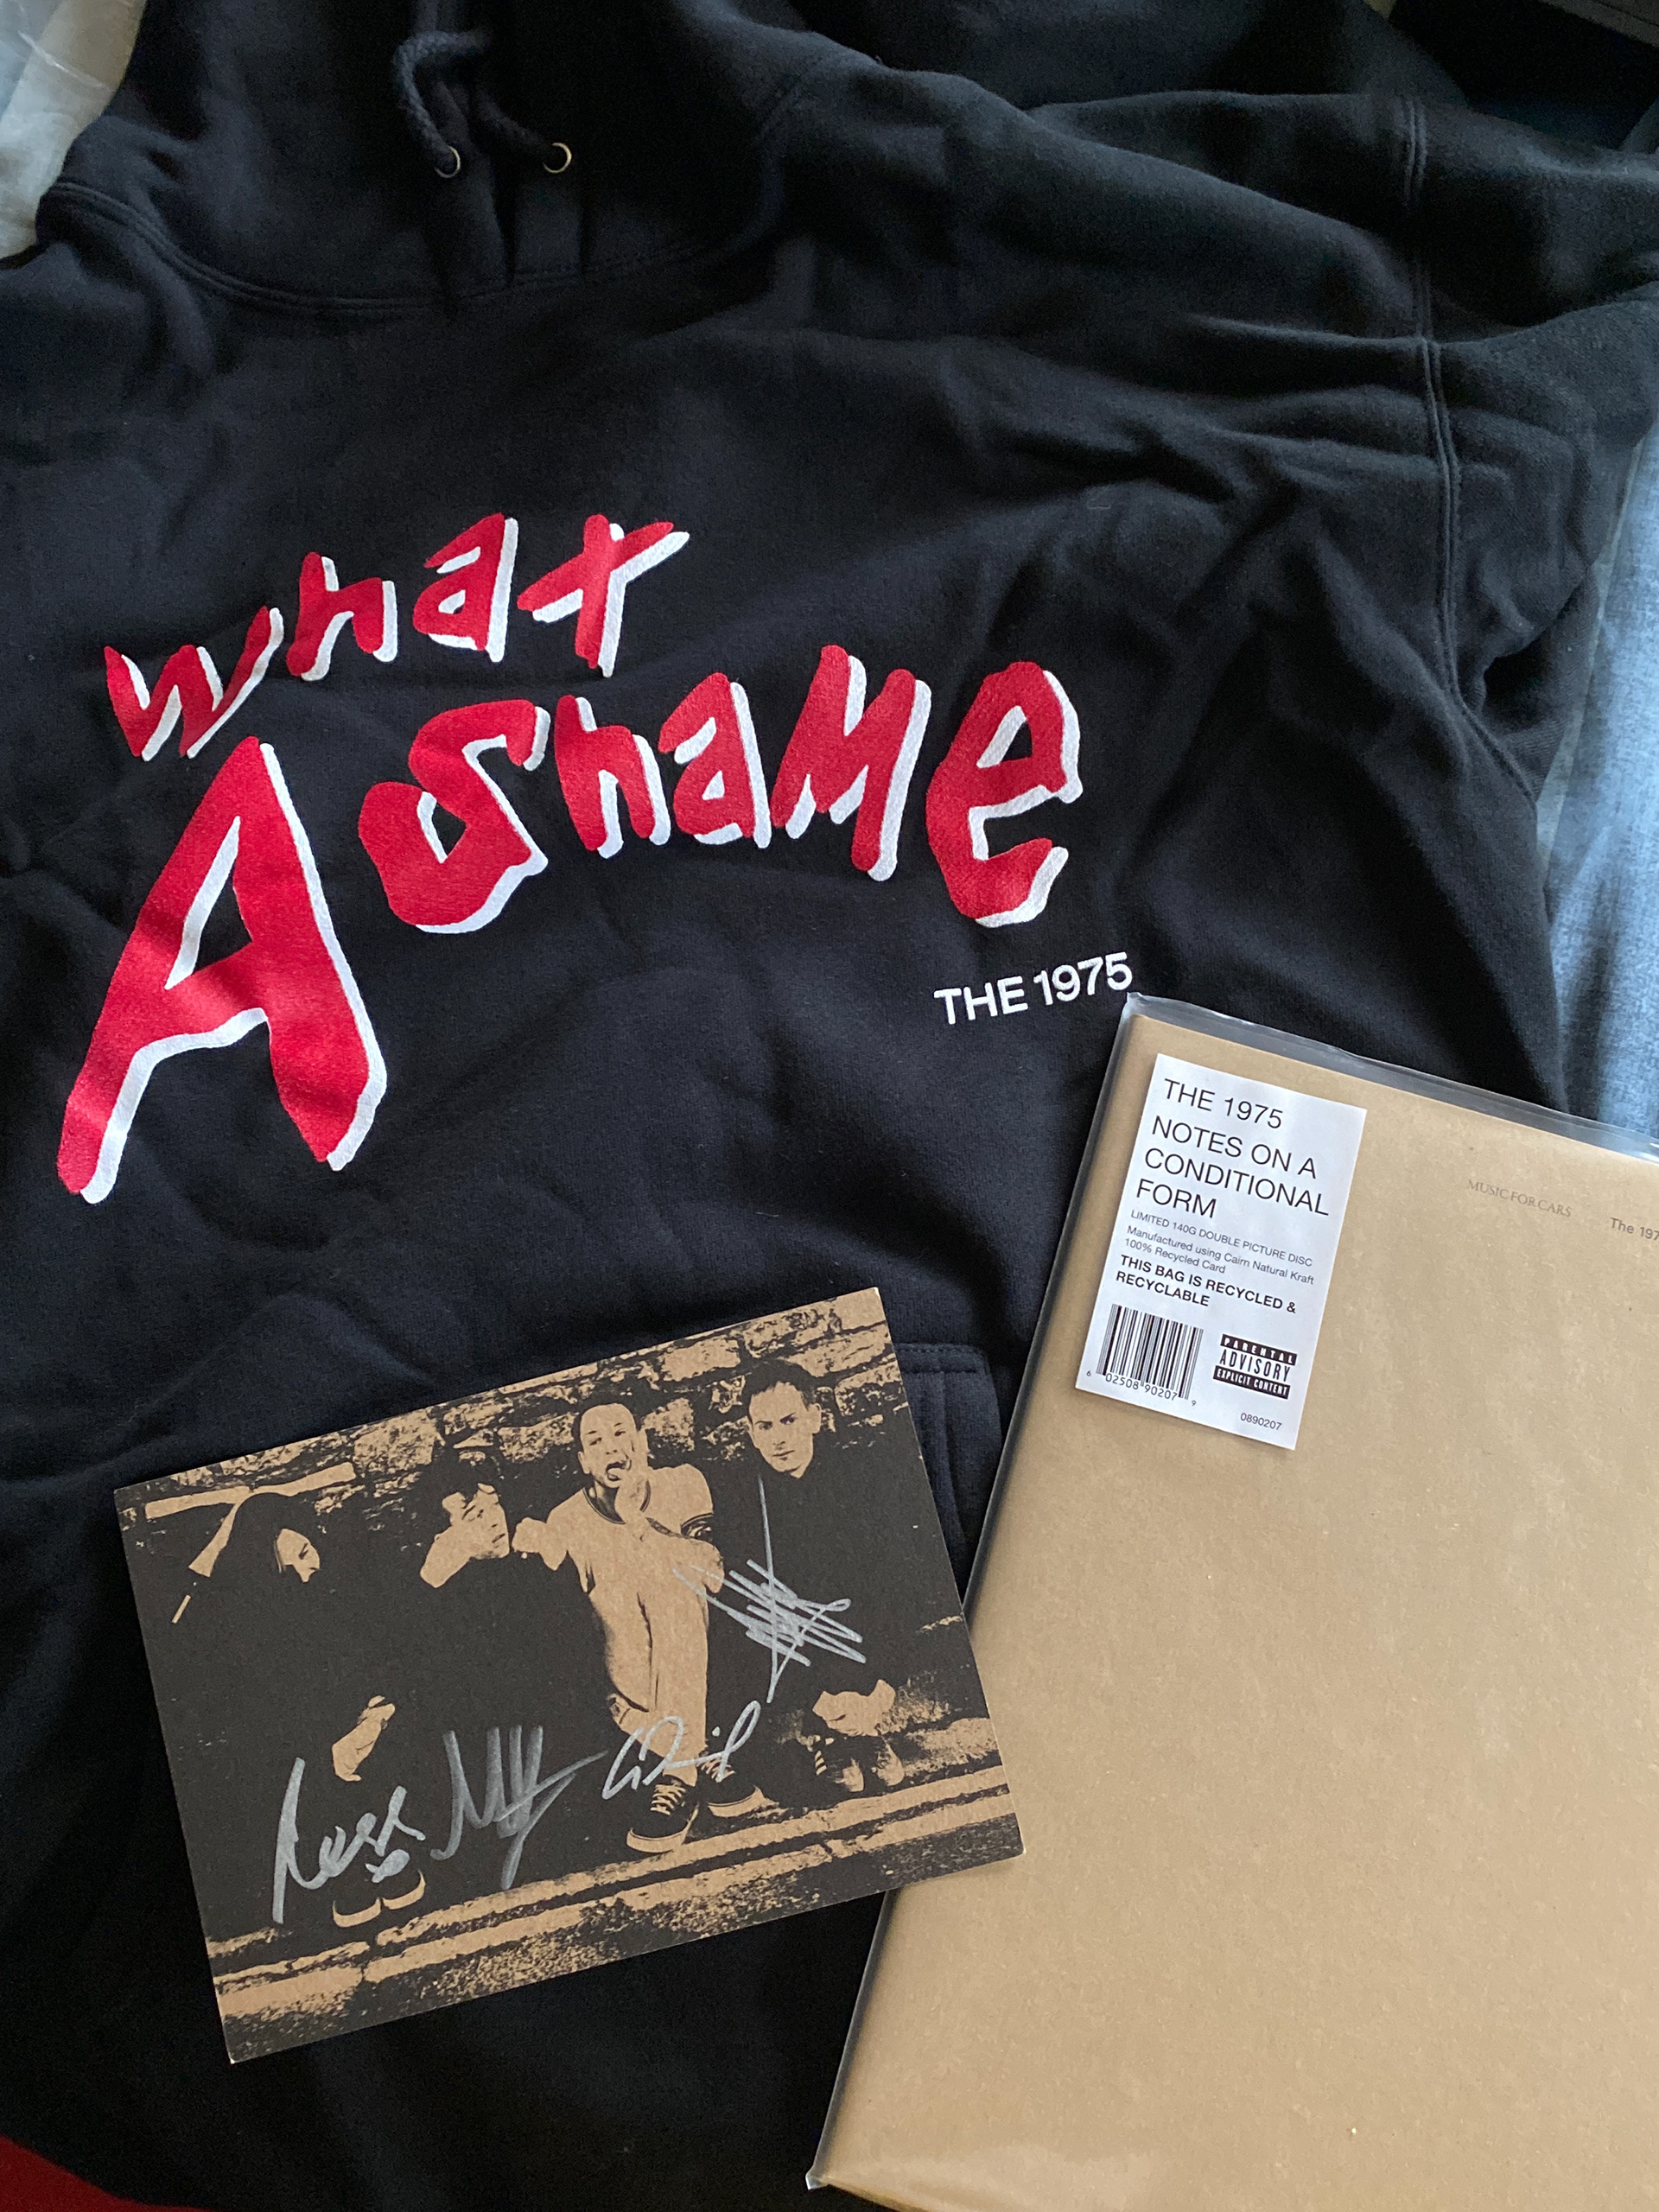 what
A Shame
THE 1975
THE 1975
NOTES ON A
CONDITIONAL
FORM
LIMITED 140G DOUBLE PICTURE DISC
Manufactured using Cairn Natural Kraft
100% Recycled Card
THIS BAG IS RECYCLED &
RECYCLABLE
PARENTAL
ADVISORY
EXPLICIT CONTENT
6 02508 90207 9
0890207
MUSIC FOR CARS
The 197